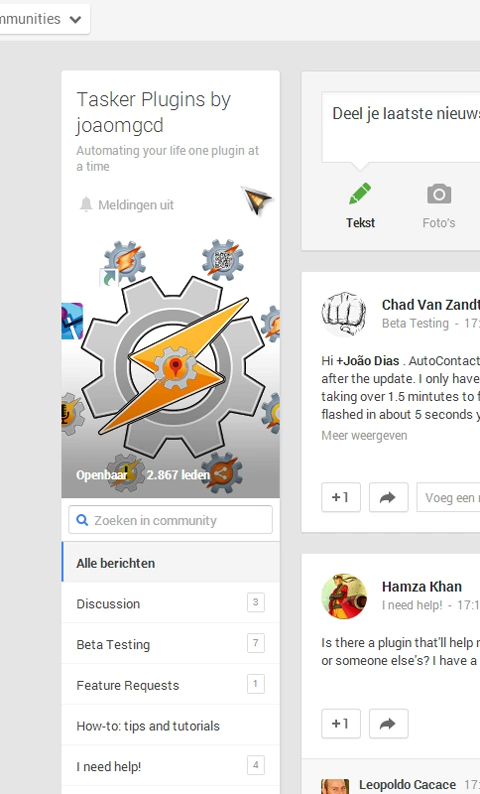 mmunities
Tasker Plugins by
joaomgcd
Automating your life one plugin at
a time
Meldingen uit
Openbaar
2.867 leden
Zoeken in community
Alle berichten
Discussion 3
Beta Testing 7
Feature Requests 1
How-to: tips and tutorials
I need help! 4
Deel je laatste nieuws
Tekst
Foto's
Chad Van Zandt
Beta Testing - 17:
Hi +João Dias . AutoContact
after the update. I only have
taking over 1.5 mintutes to f
flashed in about 5 seconds y
Meer weergeven
+1
Voeg een r
Hamza Khan
I need help! - 17:1
Is there a plugin that'll help r
or someone else's? I have a
+1
Leopoldo Cacace 17: